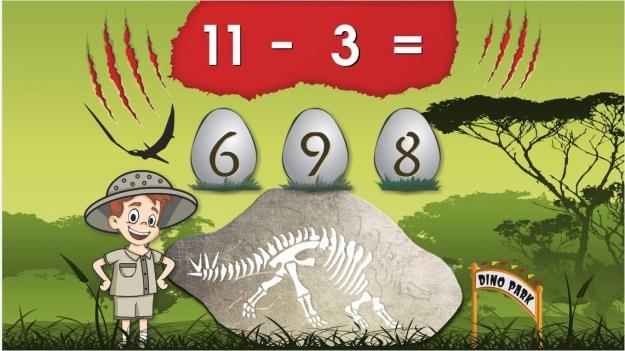 11 - 3 =
6 9 8
DINO PARK